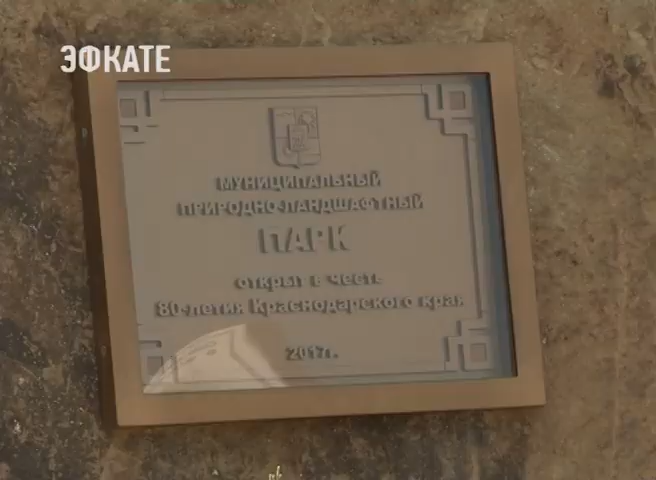 ЭФКАТЕ
МУНИЦИПАЛЬНЫЙ
ПРИРОДНО-ЛАНДШАФТНЫЙ
ПАРК
открыт в честь
80-летия Краснодарского края
2017г.